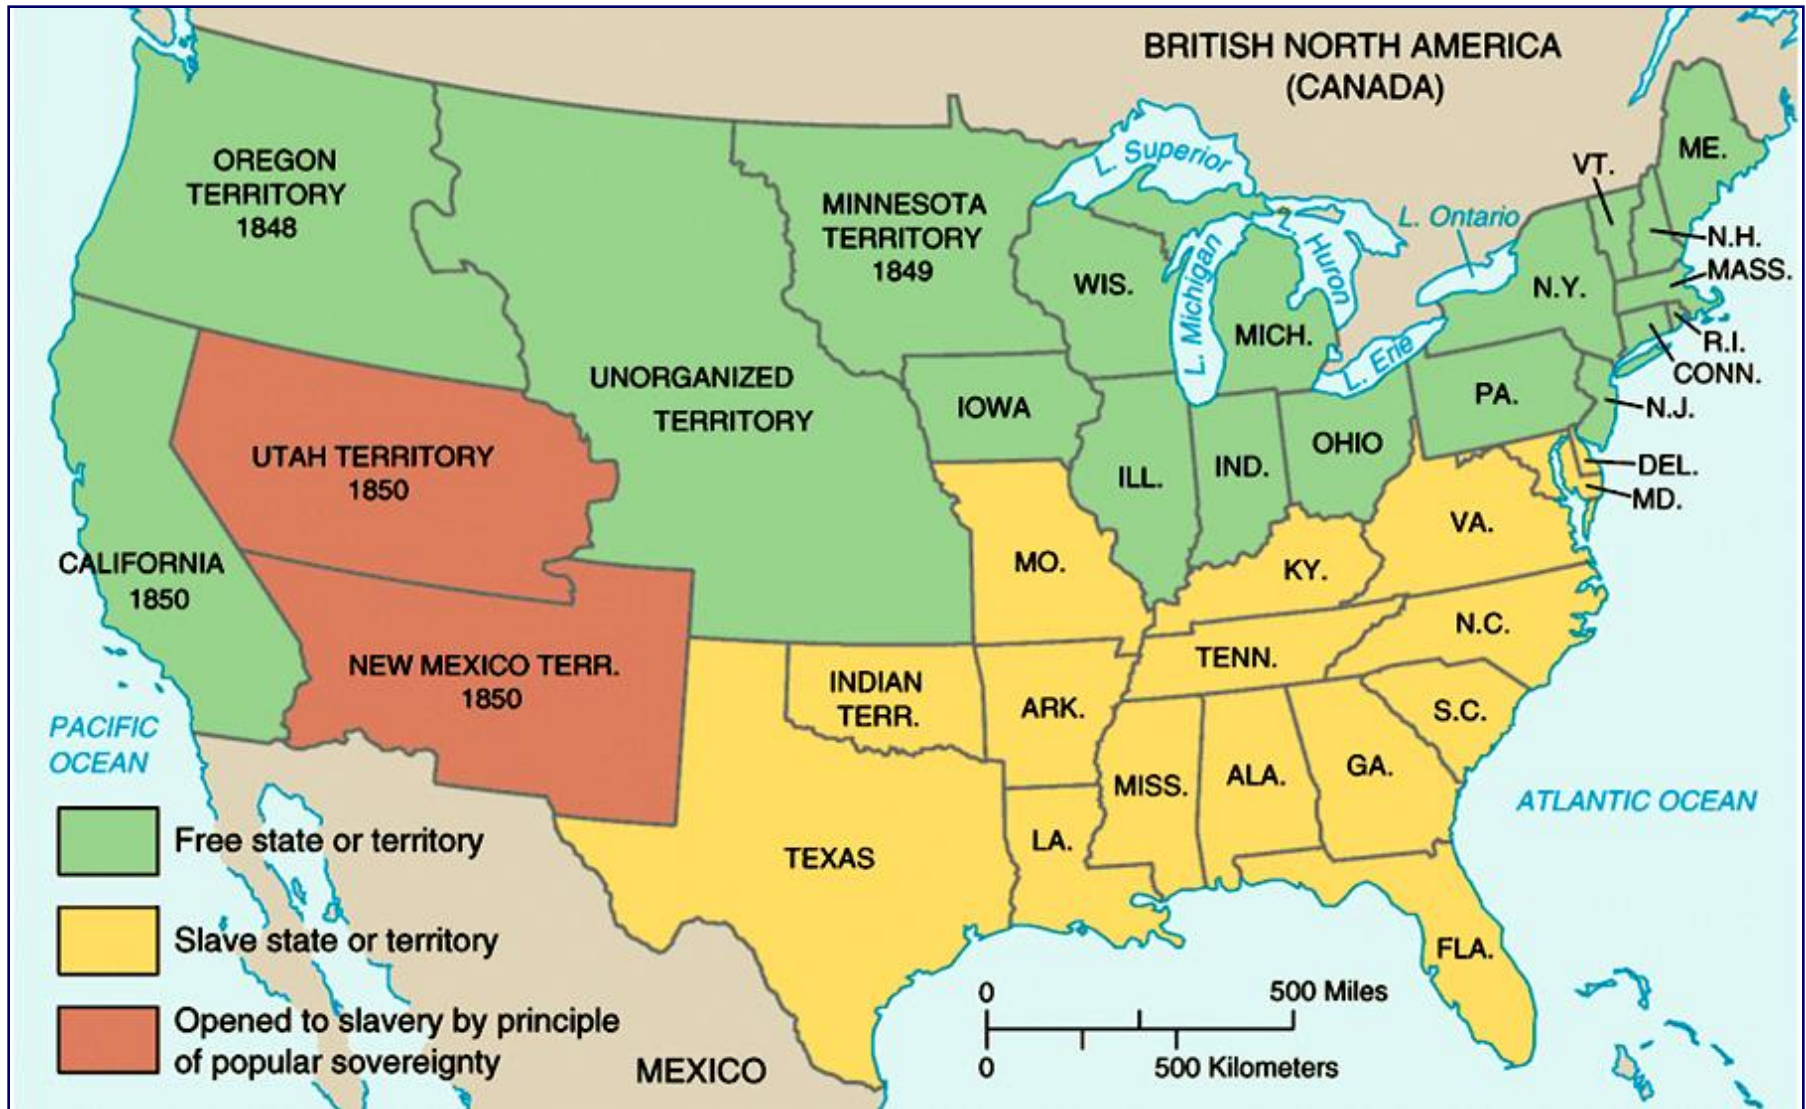 BRITISH NORTH AMERICA
(CANADA)
OREGON
TERRITORY
1848
MINNESOTA
TERRITORY
1849
L. Superior
L. Michigan
L. Huron
L. Ontario
L. Erie
VT.
ME.
N.H.
MASS.
N.Y.
R.I.
CONN.
WIS.
MICH.
UNORGANIZED
TERRITORY
IOWA
PA.
N.J.
UTAH TERRITORY
1850
ILL.
IND.
OHIO
DEL.
MD.
CALIFORNIA
1850
MO.
KY.
VA.
N.C.
NEW MEXICO TERR.
1850
INDIAN
TERR.
ARK.
TENN.
S.C.
PACIFIC
OCEAN
MISS.
ALA.
GA.
ATLANTIC OCEAN
TEXAS
LA.
FLA.
Free state or territory
Slave state or territory
Opened to slavery by principle
of popular sovereignty
MEXICO
0 500 Miles
0 500 Kilometers